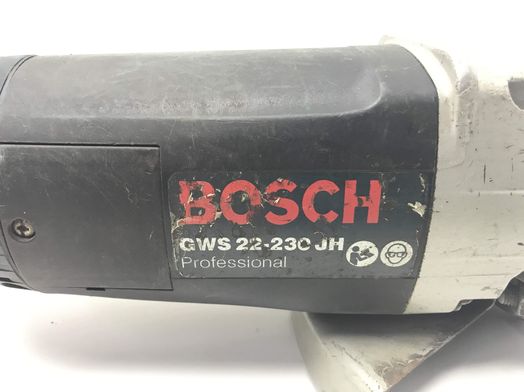 BOSCH
GWS 22-230 JH
Professional